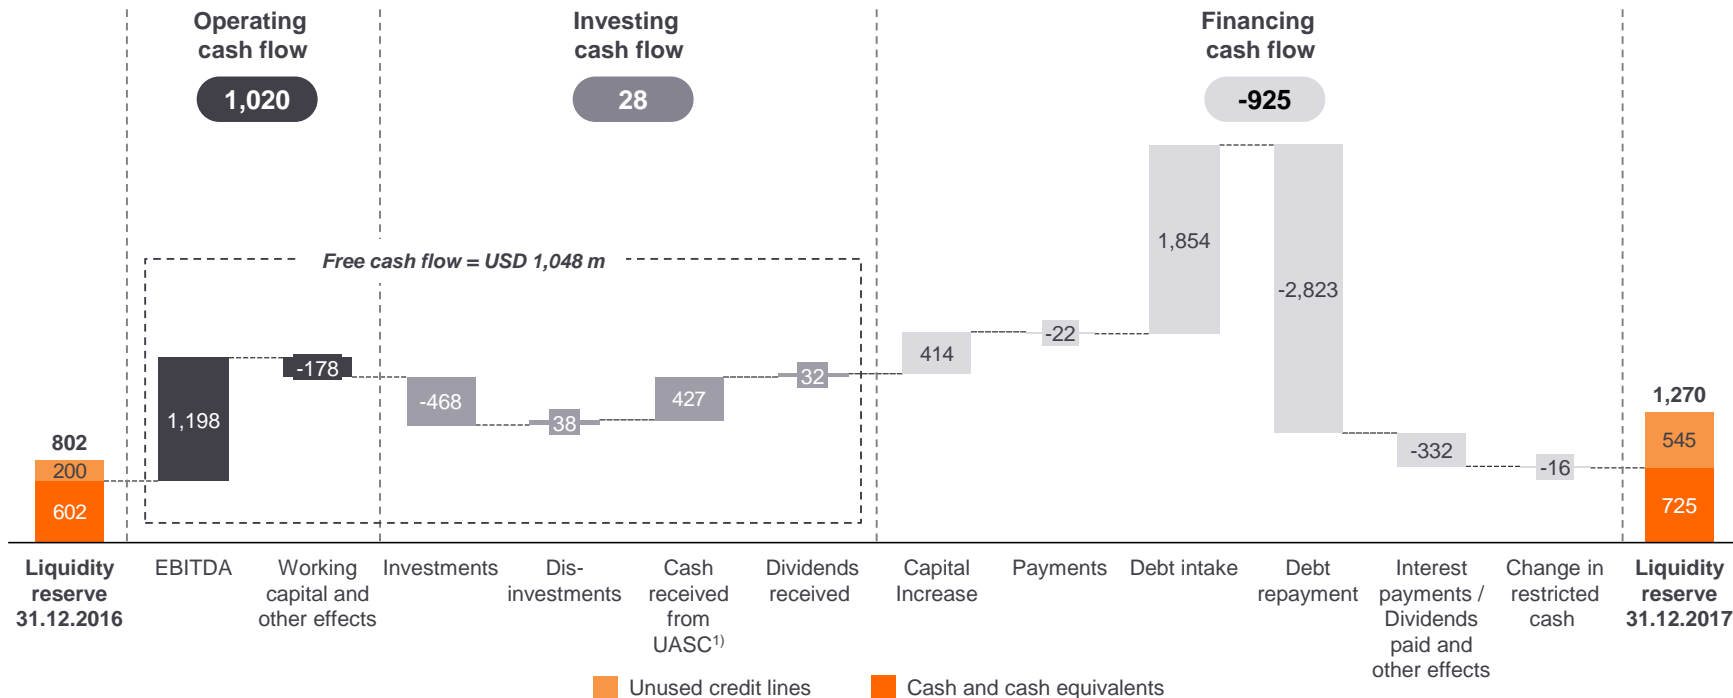 Operating
cash flow
1,020
Investing
cash flow
28
Financing
cash flow
-925
Free cash flow = USD 1,048 m
802
200
602
1,198
-178
-468
38
427
32
414
-22
1,854
-2,823
-332
-16
1,270
545
725
Liquidity
reserve
31.12.2016
EBITDA
Working
capital and
other effects
Investments
Dis-
investments
Cash
received
from
UASC1)
Dividends
received
Capital
Increase
Payments
Debt intake
Debt
repayment
Interest
payments /
Dividends
paid and
other effects
Change in
restricted
cash
Liquidity
reserve
31.12.2017
Unused credit lines
Cash and cash equivalents